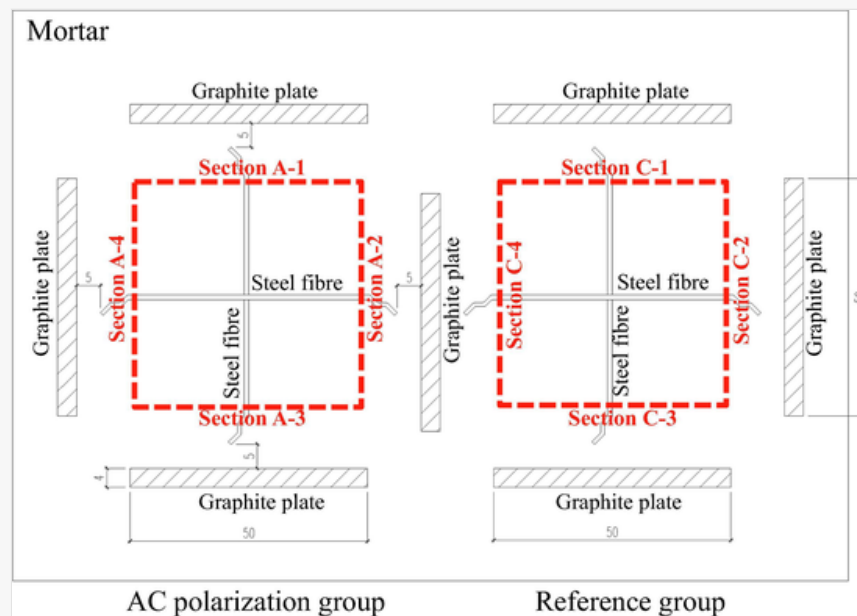 Mortar
Graphite plate
Graphite plate
5
Section A-1
Section C-1
Graphite plate
Section A-4
5
Steel fibre
Steel fibre
Section A-2
5
Graphite plate
Section C-4
Steel fibre
Steel fibre
Section C-2
Graphite plate
Section A-3
Section C-3
5
4
Graphite plate
Graphite plate
50
50
AC polarization group
Reference group